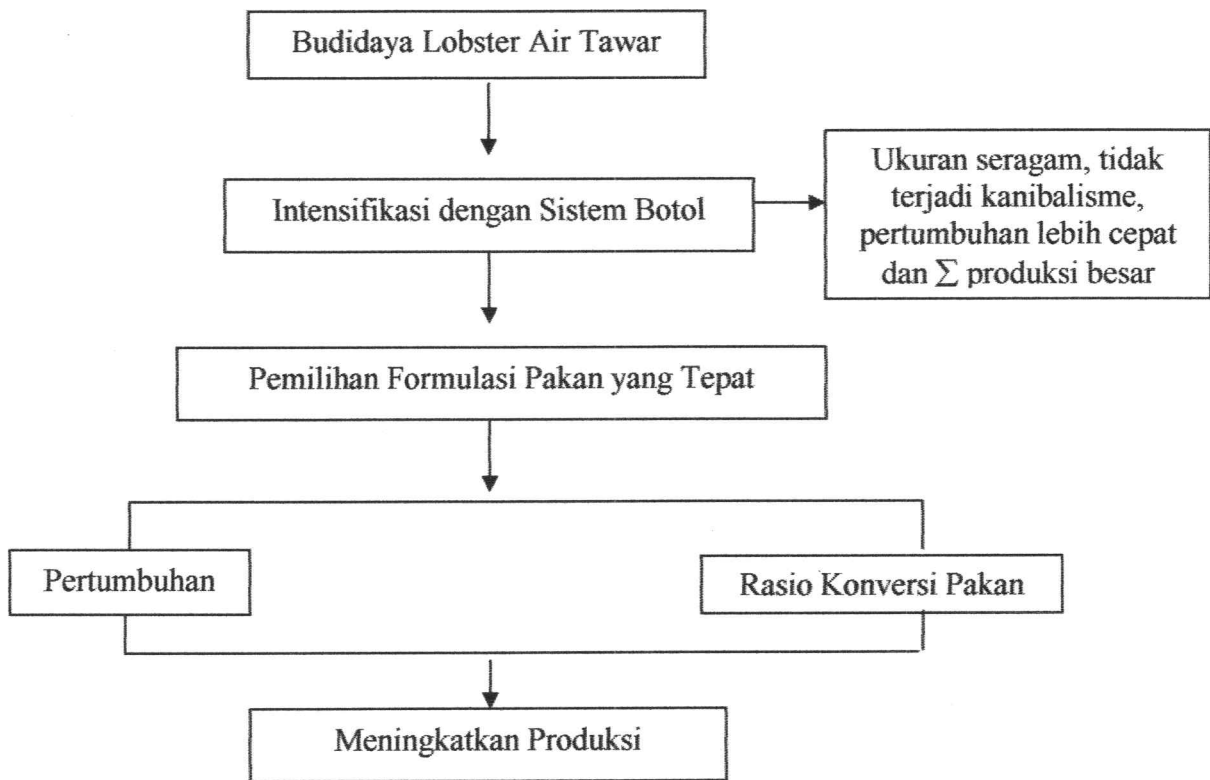 Budidaya Lobster Air Tawar
Intensifikasi dengan Sistem Botol
Ukuran seragam, tidak
terjadi kanibalisme,
pertumbuhan lebih cepat
dan ∑ produksi besar
Pemilihan Formulasi Pakan yang Tepat
Pertumbuhan
Rasio Konversi Pakan
Meningkatkan Produksi